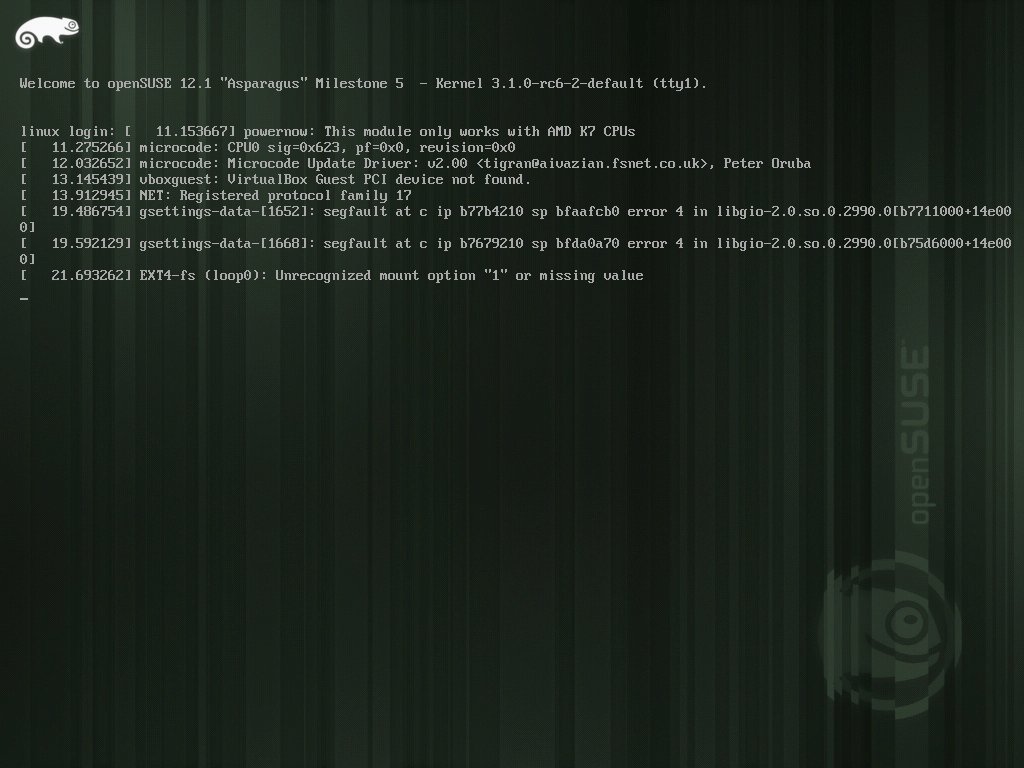 Welcome to openSUSE 12.1 "Asparagus" Milestone 5  - Kernel 3.1.0-rc6-2-default (tty1).
linux login: [   11.153667] powernow: This module only works with AMD K7 CPUs
[   11.275266] microcode: CPU0 sig=0x623, pf=0x0, revision=0x0
[   12.032652] microcode: Microcode Update Driver: v2.00 <tigran@aivazian.fsnet.co.uk>, Peter Oruba
[   13.145439] vboxguest: VirtualBox Guest PCI device not found.
[   13.912945] NET: Registered protocol family 17
[   19.486754] gsettings-data-[1652]: segfault at c ip b77b4210 sp bfaafcb0 error 4 in libgio-2.0.so.0.2990.0[b7711000+14e00
0]
[   19.592129] gsettings-data-[1668]: segfault at c ip b7679210 sp bfda0a70 error 4 in libgio-2.0.so.0.2990.0[b75d6000+14e00
0]
[   21.693262] EXT4-fs (loop0): Unrecognized mount option "1" or missing value
openSUSE